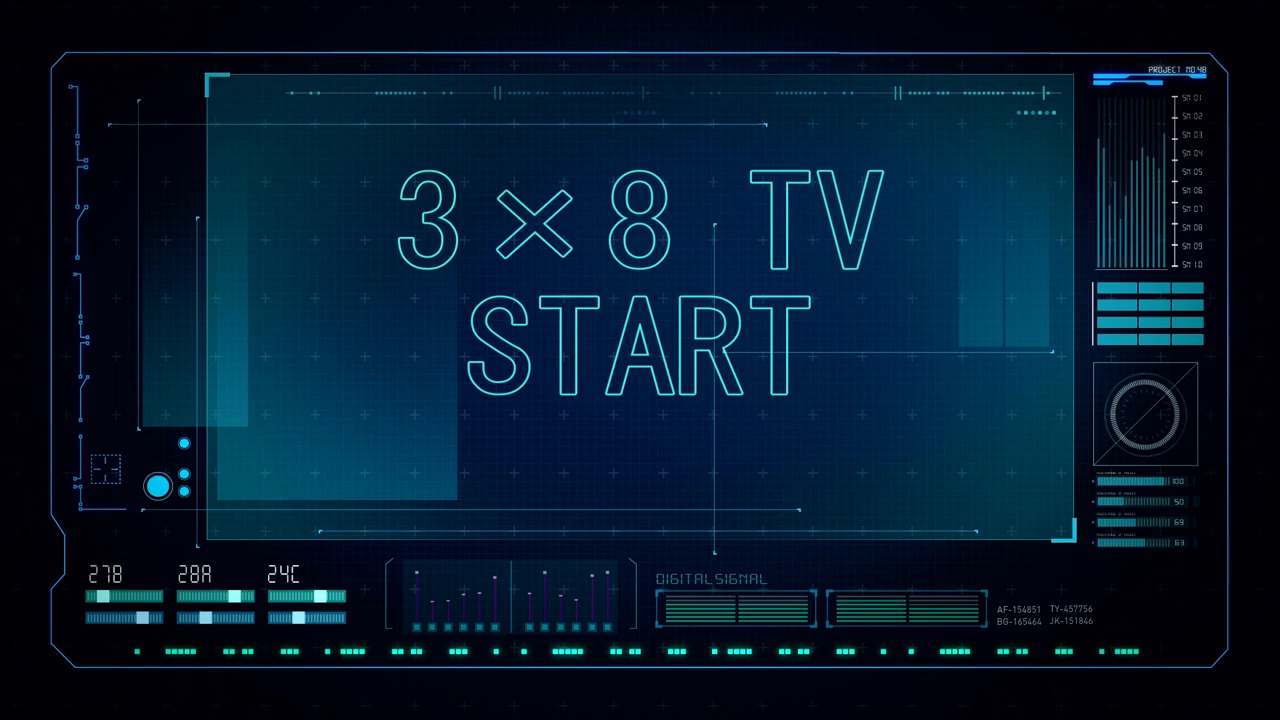 PROJECT NO 48
3×8 TV
START
SM 01
SM 02
SM 03
SM 04
SM 05
SM 06
SM 07
SM 08
SM 09
SM 10
100
50
69
63
27B
28A
24C
DIGITALSIGNAL
AF-154851 TY-457756
BG-165464 JK-151846